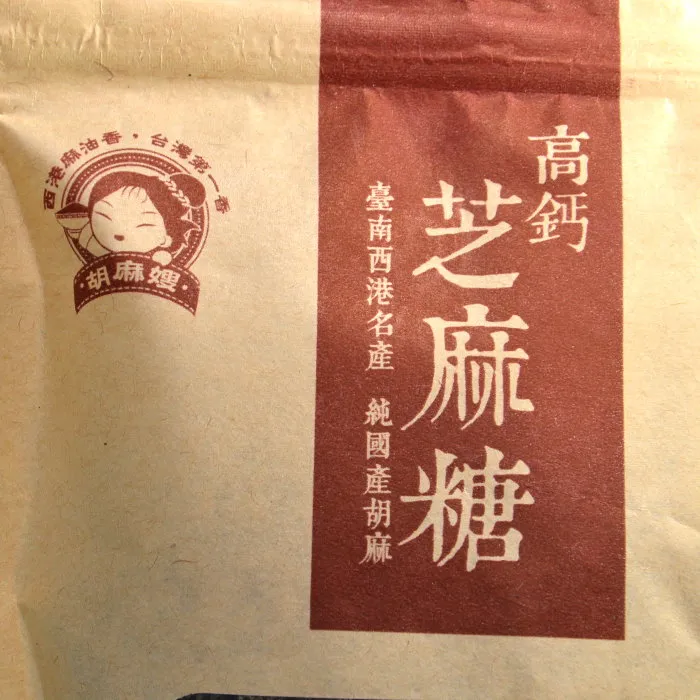 高鈣
芝麻糖
臺南西港名產 純國產胡麻
西港麻油香，台灣第一香
胡麻嫂